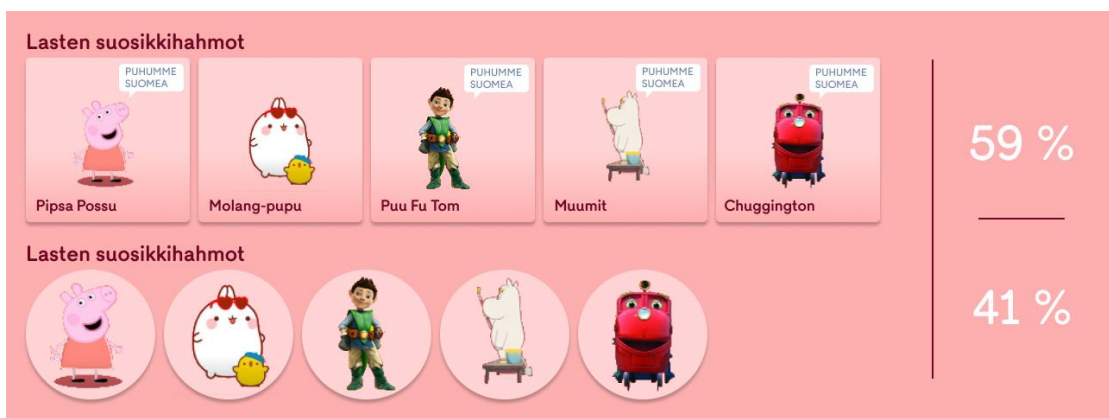 Lasten suosikkihahmot
PUHUMME
SUOMEA
PUHUMME
SUOMEA
PUHUMME
SUOMEA
PUHUMME
SUOMEA
Pipsa Possu
Molang-pupu
Puu Fu Tom
Muumit
Chuggington
59 %
Lasten suosikkihahmot
41 %